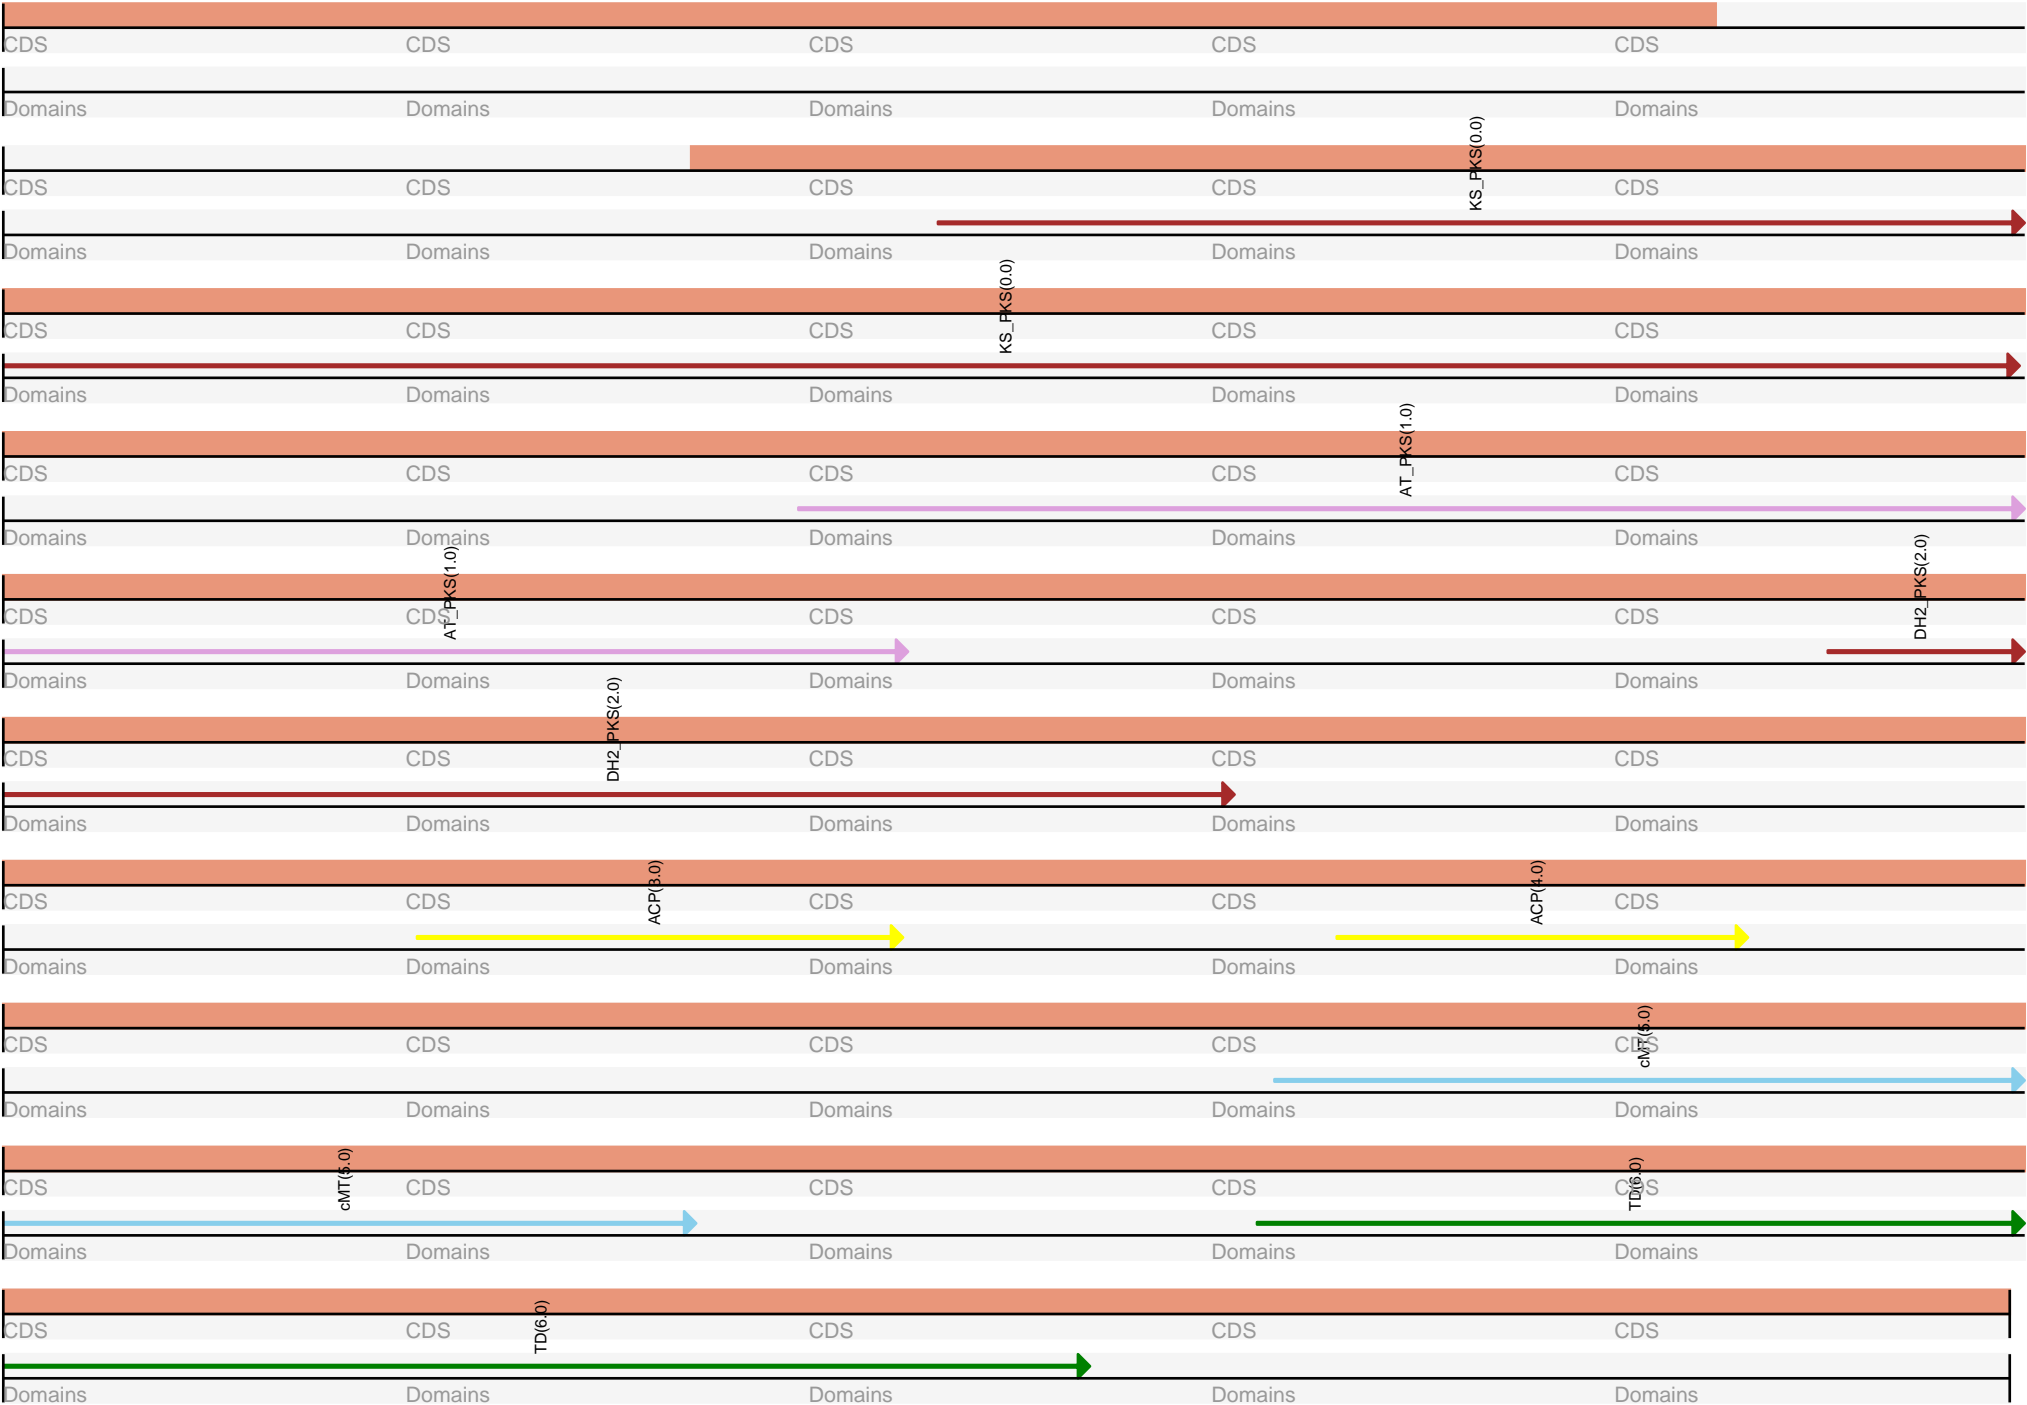 CDS CDS CDS CDS CDS
Domains Domains Domains Domains Domains
CDS CDS CDS CDS CDS
KS_PKS(0.0)
Domains Domains Domains Domains Domains
CDS CDS CDS CDS CDS
KS_PKS(0.0)
Domains Domains Domains Domains Domains
CDS CDS CDS CDS CDS
AT_PKS(1.0)
Domains Domains Domains Domains Domains
CDS CDS CDS CDS CDS
AT_PKS(1.0) DH2_PKS(2.0)
Domains Domains Domains Domains Domains
CDS CDS CDS CDS CDS
DH2_PKS(2.0)
Domains Domains Domains Domains Domains
CDS CDS CDS CDS CDS
ACP(3.0) ACP(4.0)
Domains Domains Domains Domains Domains
CDS CDS CDS CDS CDS
cMT(5.0)
Domains Domains Domains Domains Domains
CDS CDS CDS CDS CDS
cMT(5.0) TD(6.0)
Domains Domains Domains Domains Domains
CDS CDS CDS CDS CDS
TD(6.0)
Domains Domains Domains Domains Domains